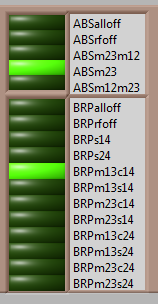 ABSalloff
ABSrfoff
ABSm23m12
ABSm23
ABSm12m23
BRPalloff
BRPrfoff
BRPs14
BRPs24
BRPm13c14
BRPm13s14
BRPm23c14
BRPm23s14
BRPm13c24
BRPm13s24
BRPm23c24
BRPm23s24